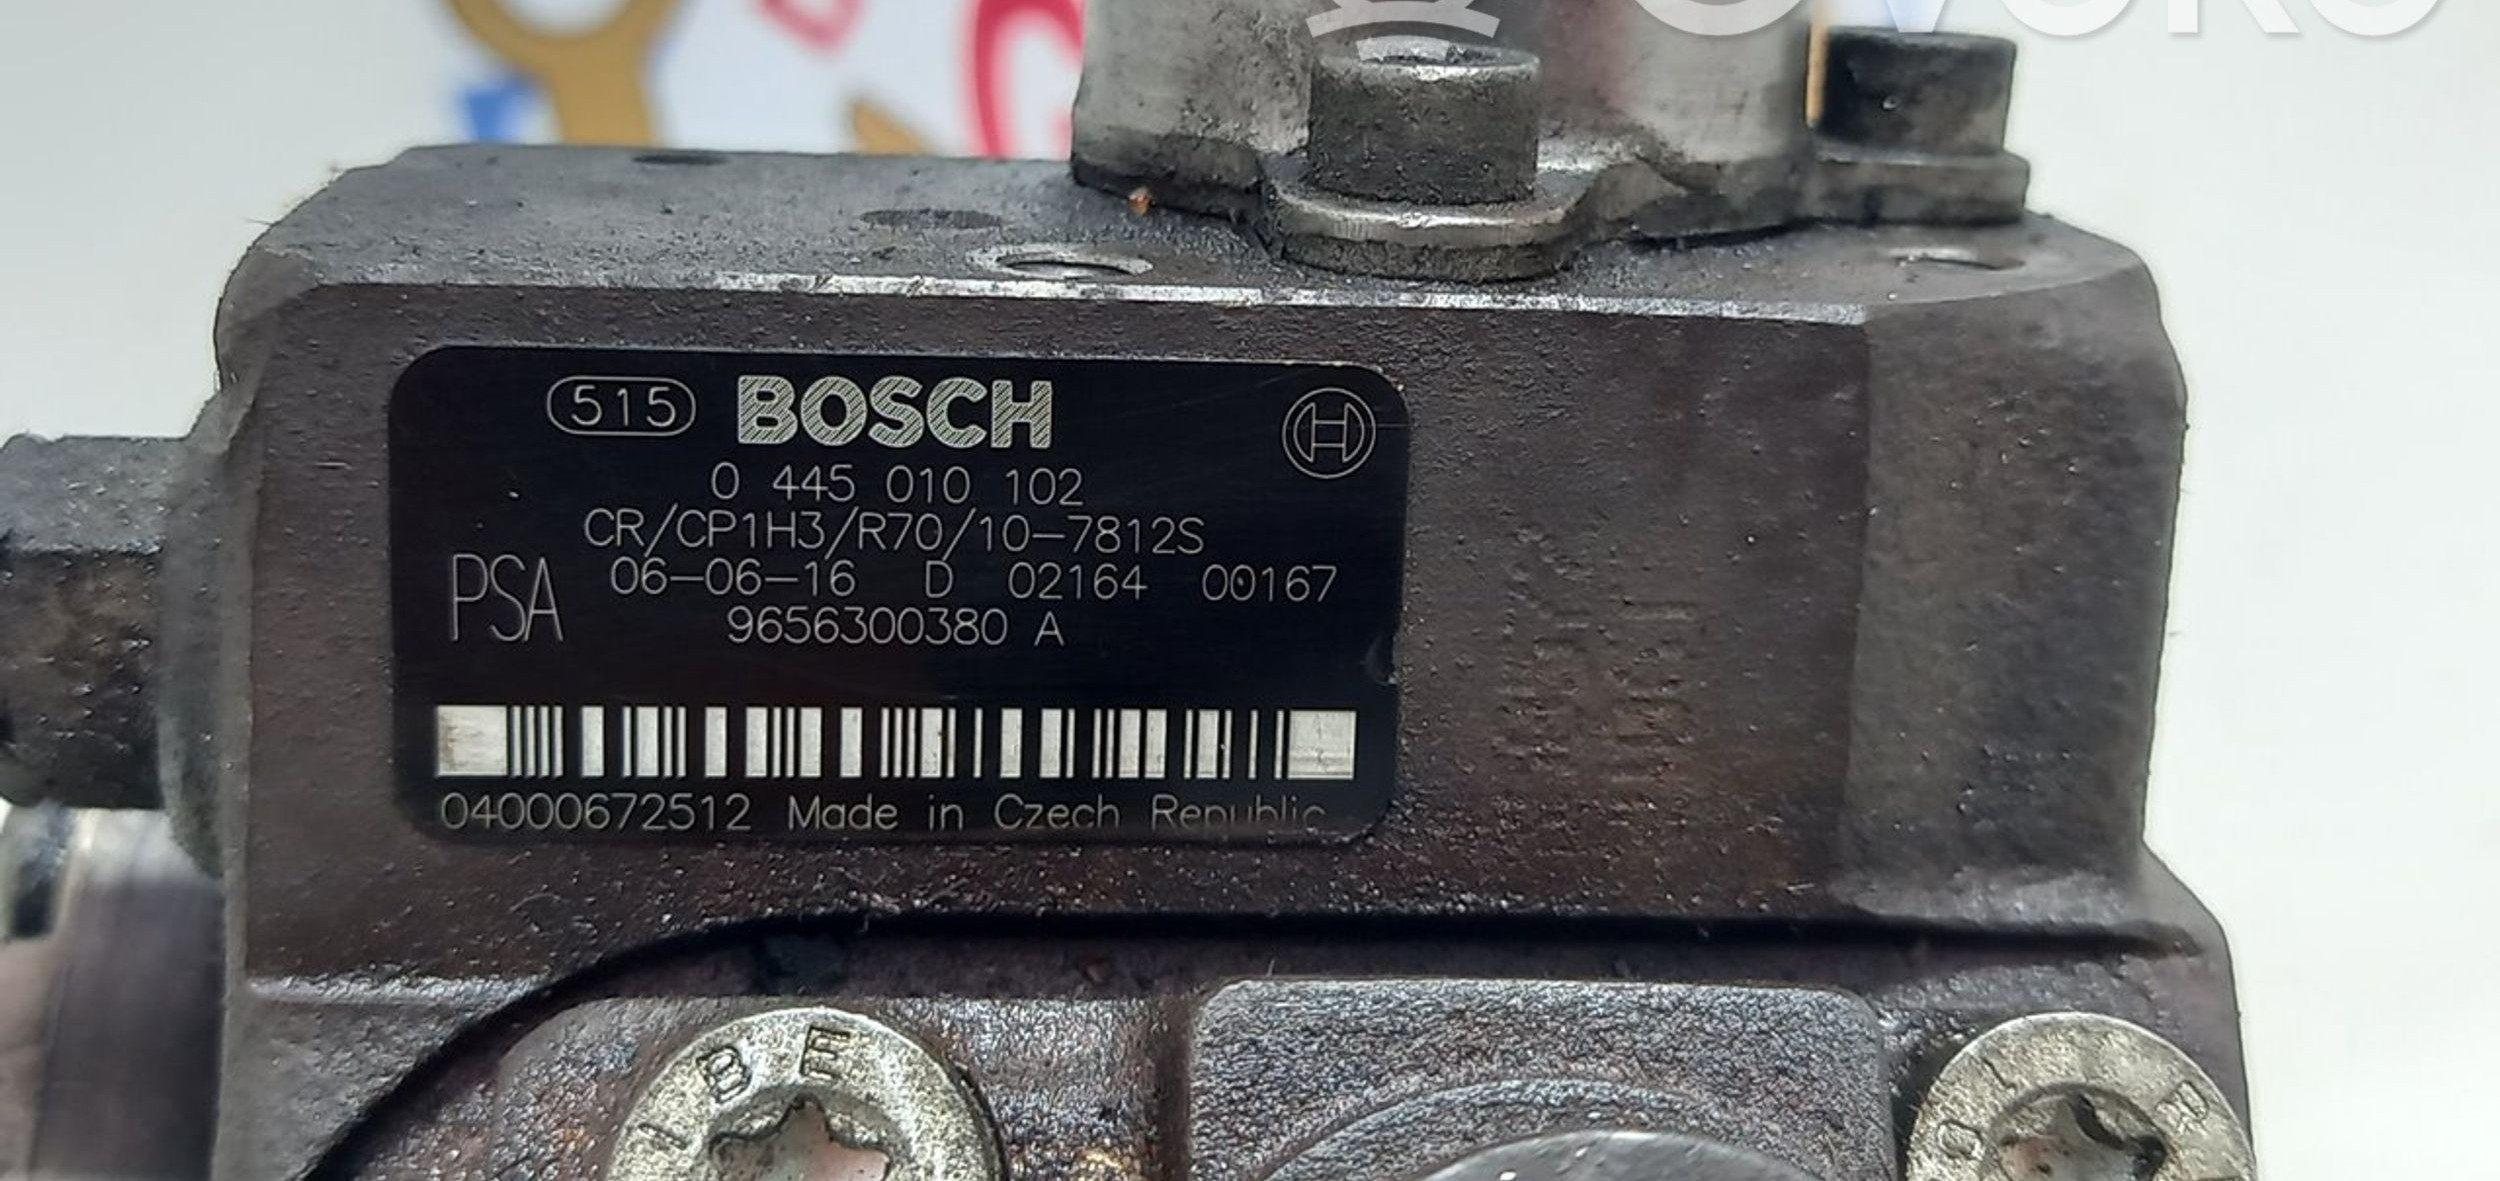 515 BOSCH
0 445 010 102
CR/CP1H3/R70/10-7812S
PSA 06-06-16 D 02164 00167
9656300380 A
04000672512 Made in Czech Republic